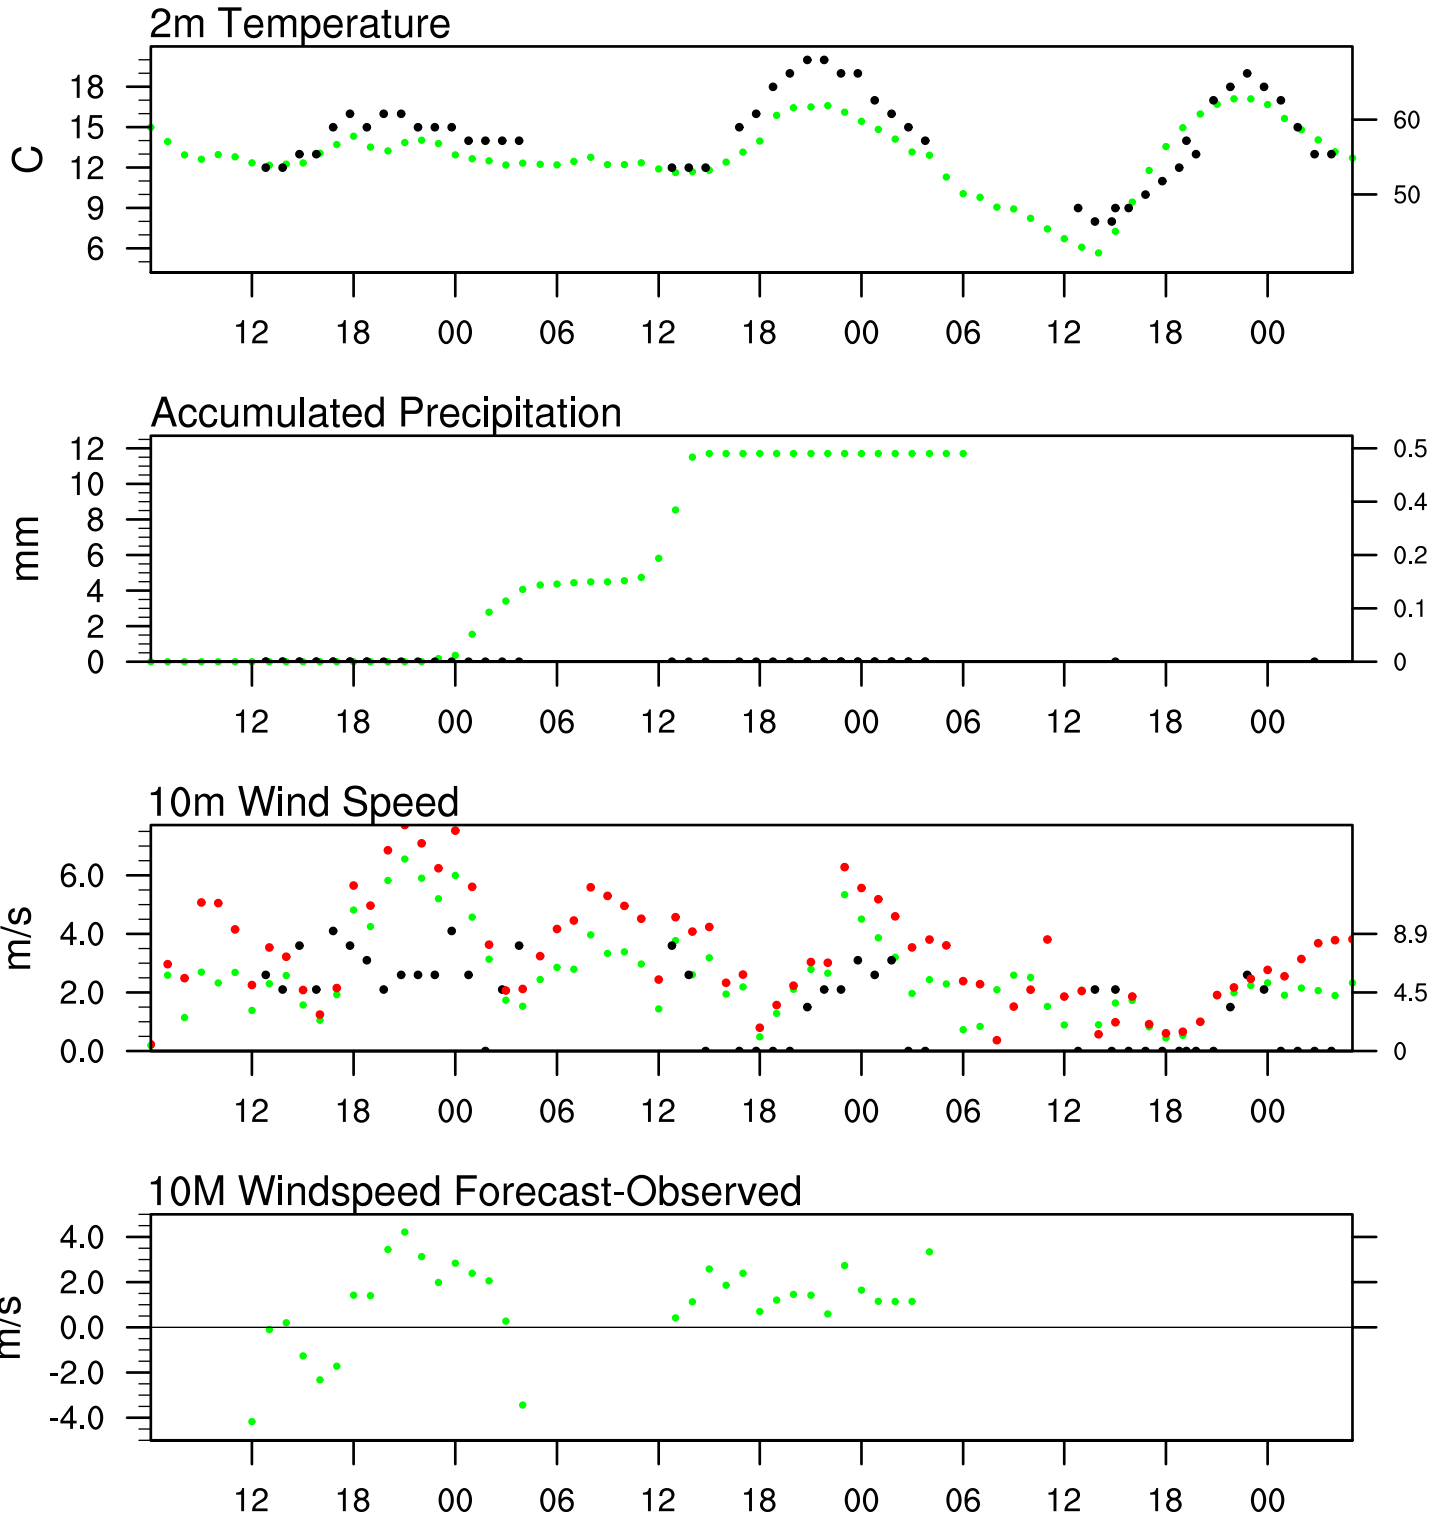 2m Temperature
18
15
12
9
6
C
60
50
12 18 00 06 12 18 00 06 12 18 00
Accumulated Precipitation
12
10
8
6
4
2
0
mm
0.5
0.4
0.2
0.1
0
12 18 00 06 12 18 00 06 12 18 00
10m Wind Speed
6.0
4.0
2.0
0.0
m/s
8.9
4.5
0
12 18 00 06 12 18 00 06 12 18 00
10M Windspeed Forecast-Observed
4.0
2.0
0.0
-2.0
-4.0
m/s
12 18 00 06 12 18 00 06 12 18 00